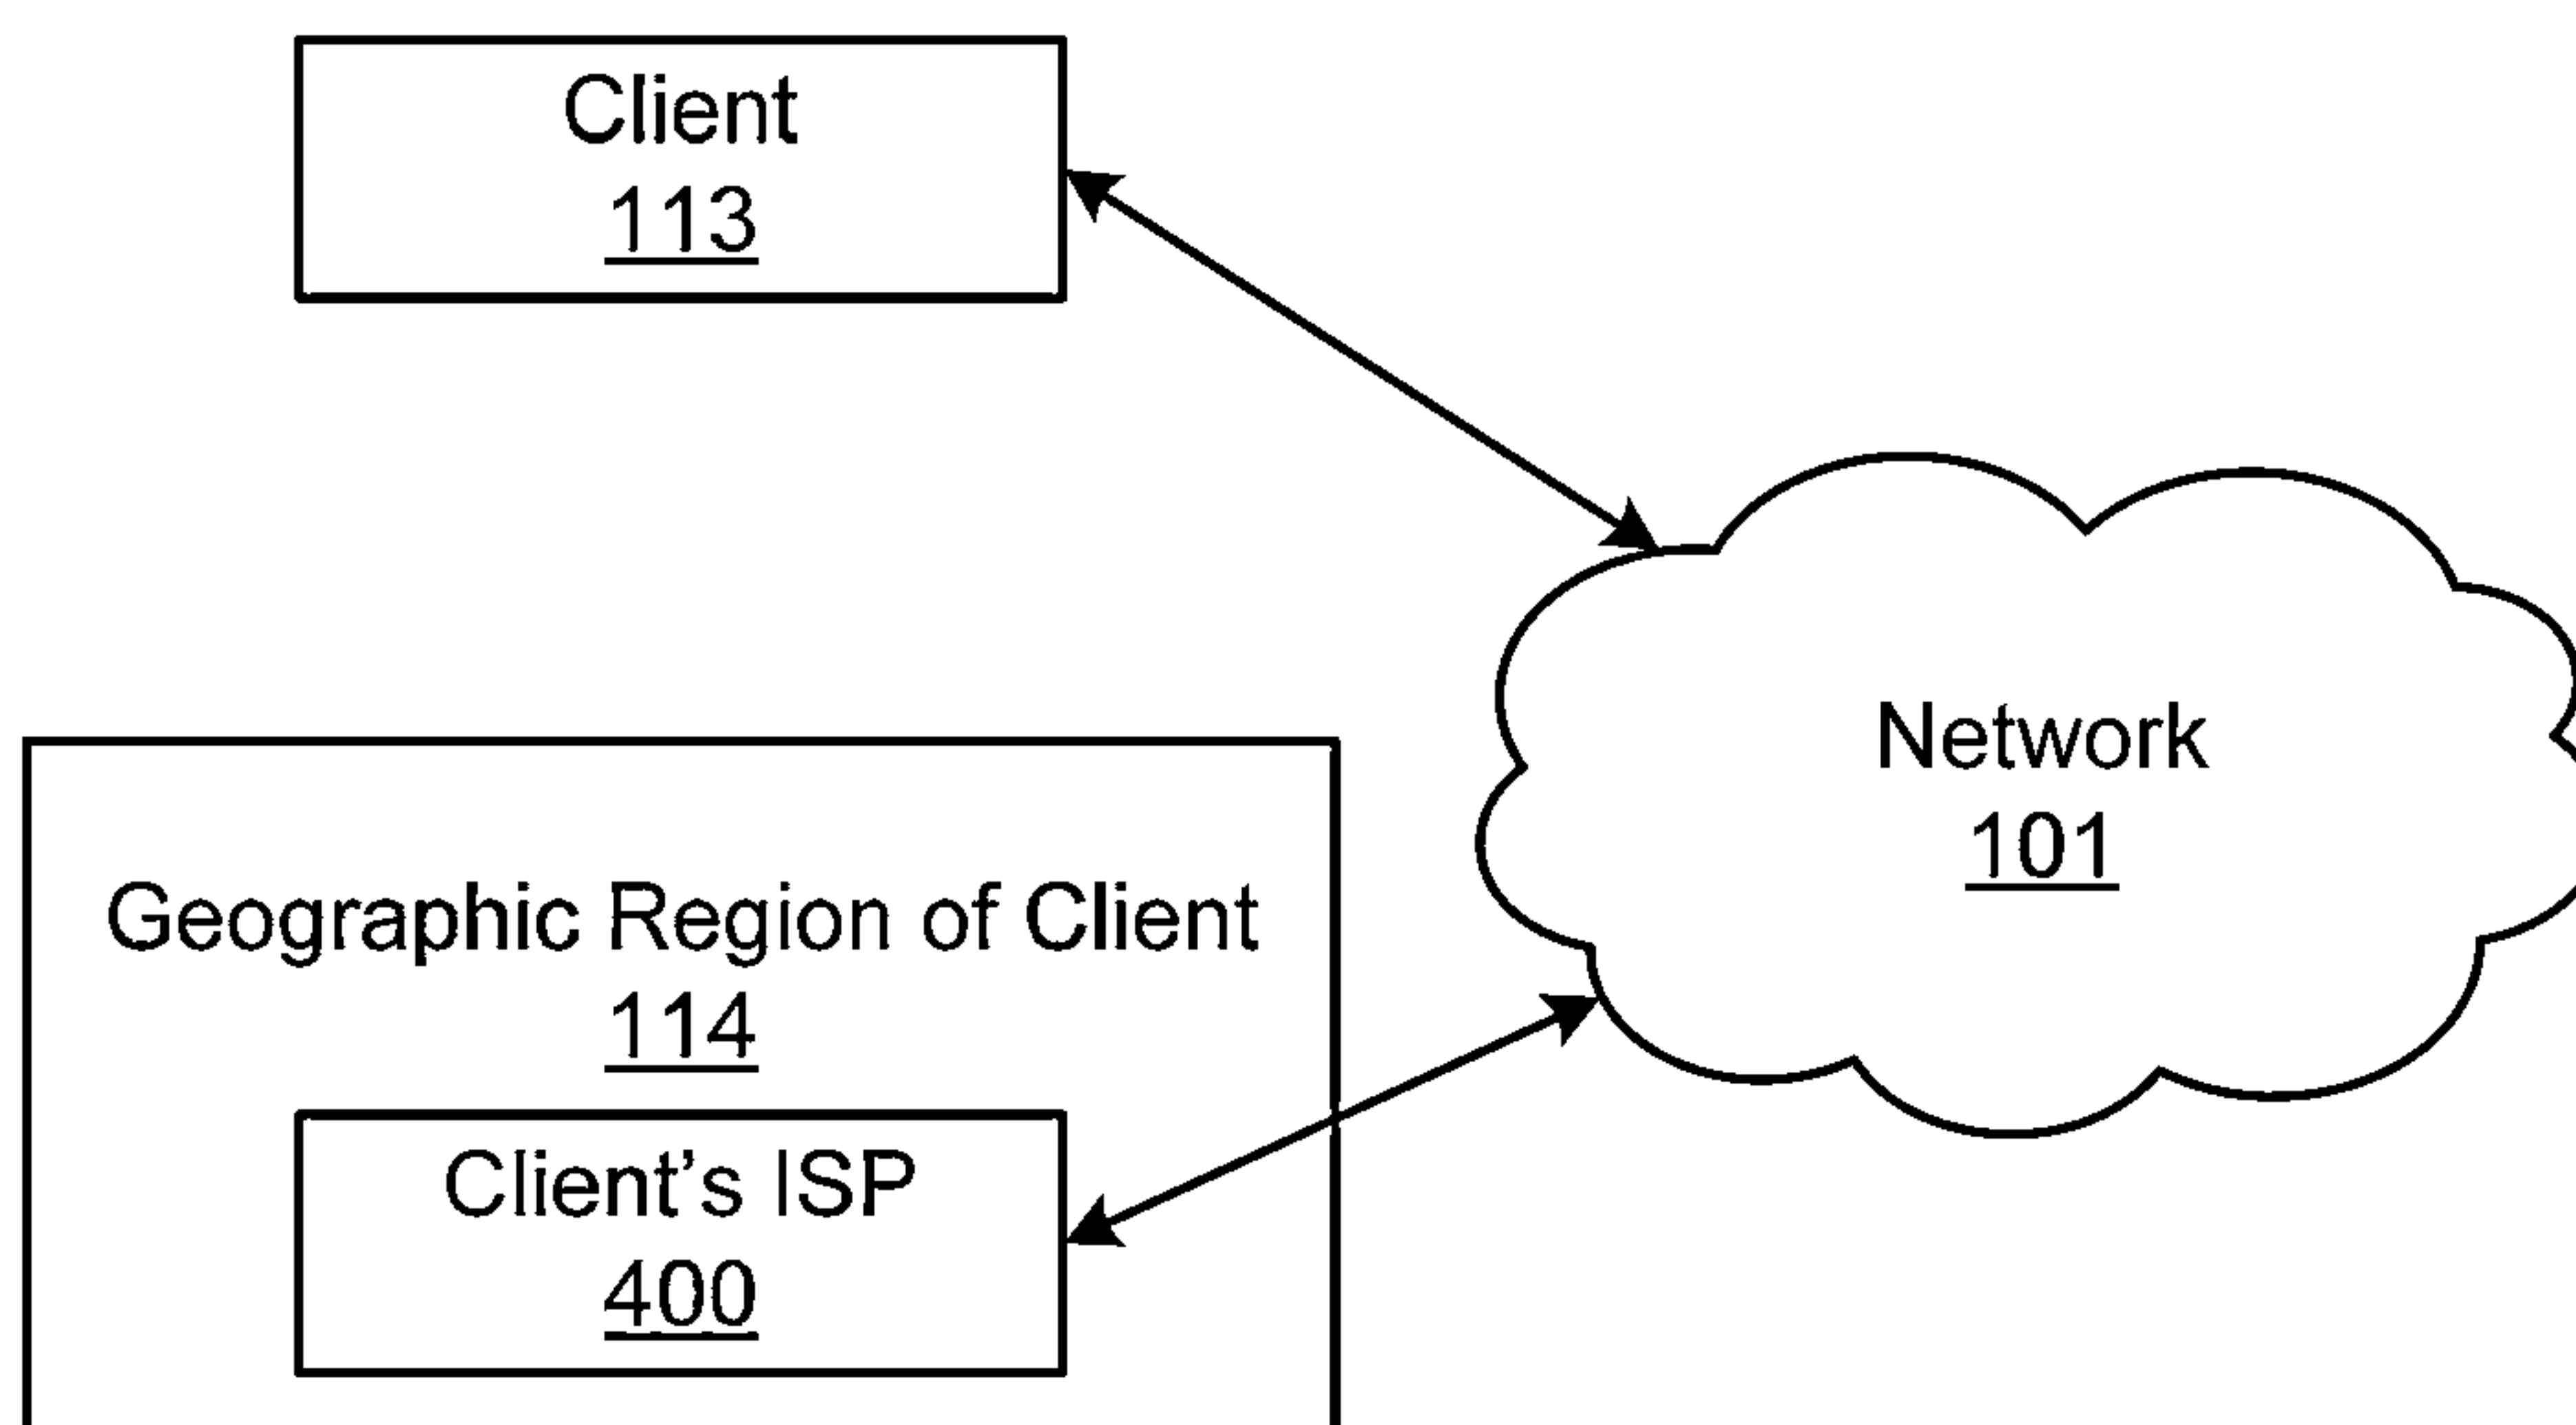 Client
113
Network
101
Geographic Region of Client
114
Client's ISP
400